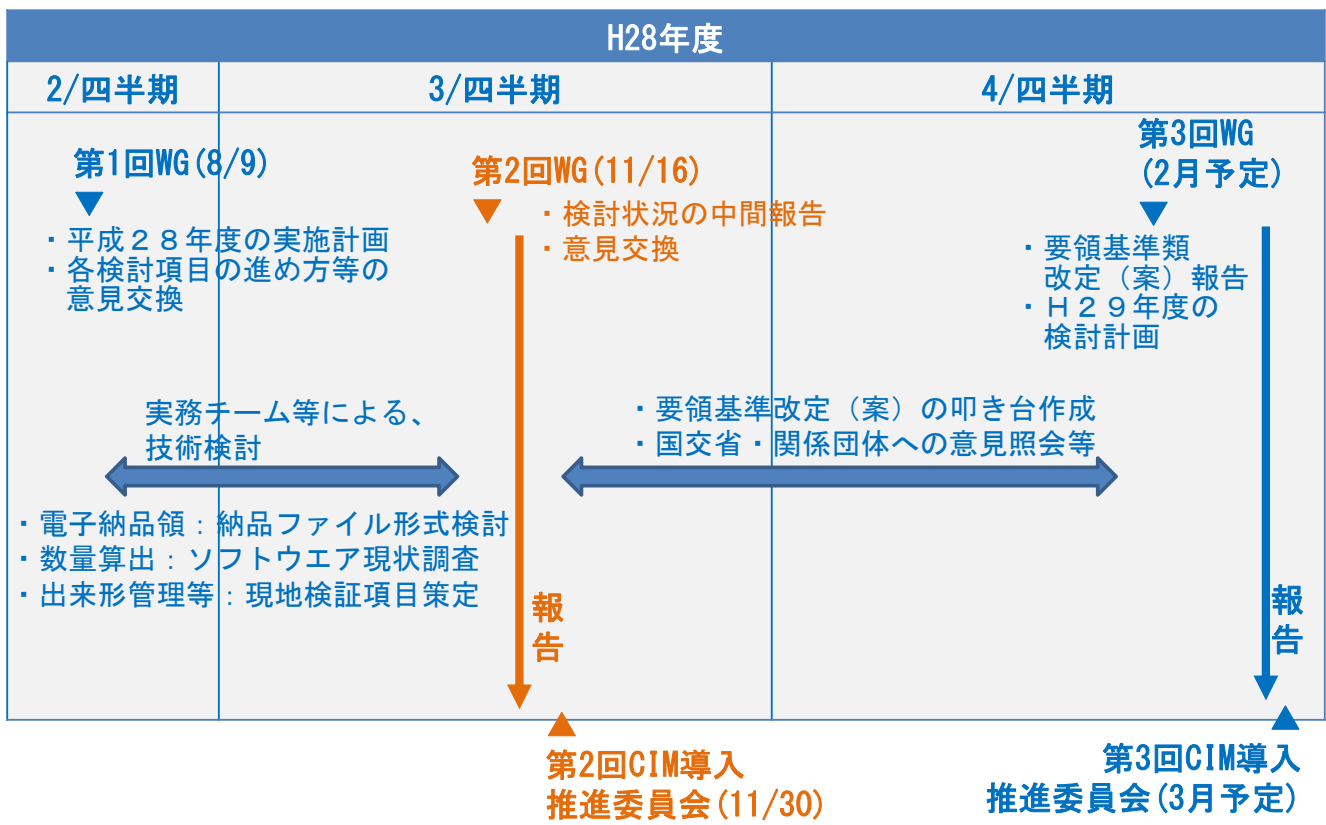 H28年度
2/四半期
3/四半期
4/四半期
第1回WG(8/9)
・平成２８年度の実施計画
・各検討項目の進め方等の
意見交換
第2回WG(11/16)
・検討状況の中間報告
・意見交換
第3回WG
(2月予定)
・要領基準類
改定（案）報告
・Ｈ２９年度の
検討計画
実務チーム等による、
技術検討
・要領基準改定（案）の叩き台作成
・国交省・関係団体への意見照会等
・電子納品領：納品ファイル形式検討
・数量算出：ソフトウエア現状調査
・出来形管理等：現地検証項目策定
報
告
報
告
第2回CIM導入
推進委員会(11/30)
第3回CIM導入
推進委員会(3月予定)